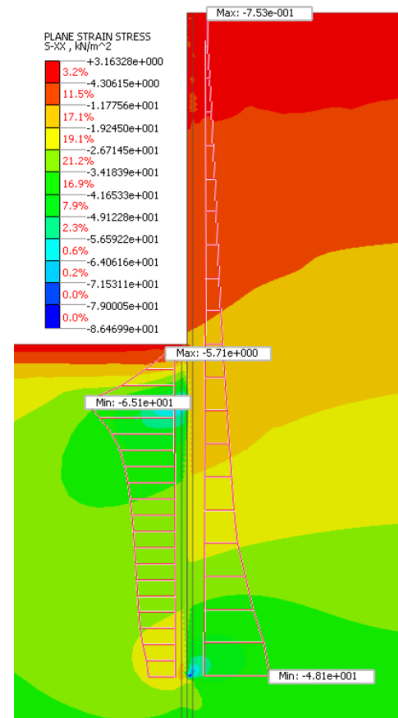 Max: -7.53e-001
PLANE STRAIN STRESS
S-XX , kN/m^2
+3.16328e+000
3.2%
-4.30615e+000
11.5%
-1.17756e+001
17.1%
-1.92450e+001
19.1%
-2.67145e+001
21.2%
-3.41839e+001
16.9%
-4.16533e+001
7.9%
-4.91228e+001
2.3%
-5.65922e+001
0.6%
-6.40616e+001
0.2%
-7.15311e+001
0.0%
-7.90005e+001
0.0%
-8.64699e+001
Max: -5.71e+000
Min: -6.51e+001
Min: -4.81e+001